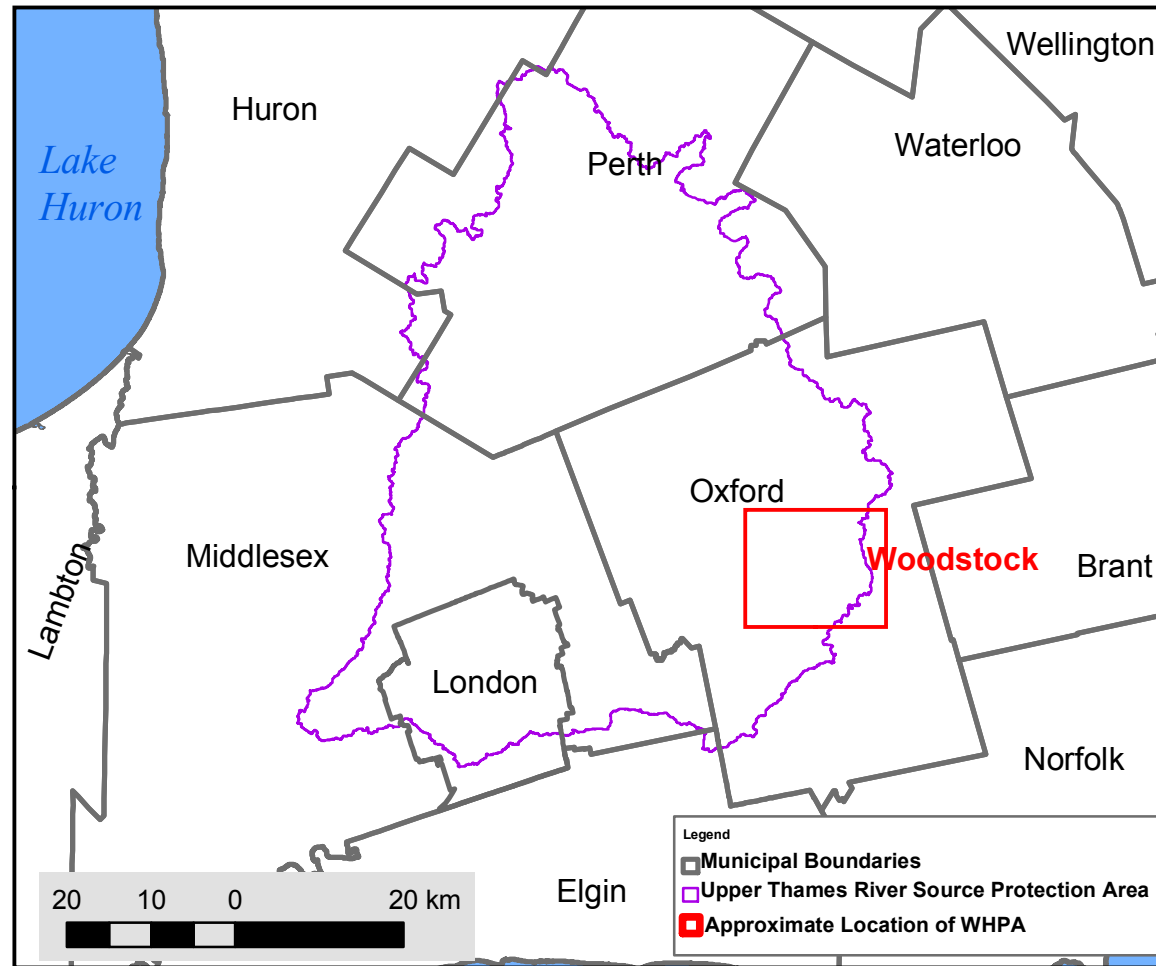 Wellington
Huron
Waterloo
Lake
Huron
Perth
Oxford
Middlesex
Woodstock
Brant
Lambton
London
Norfolk
Legend
Municipal Boundaries
Upper Thames River Source Protection Area
Approximate Location of WHPA
Elgin
20 10 0 20 km